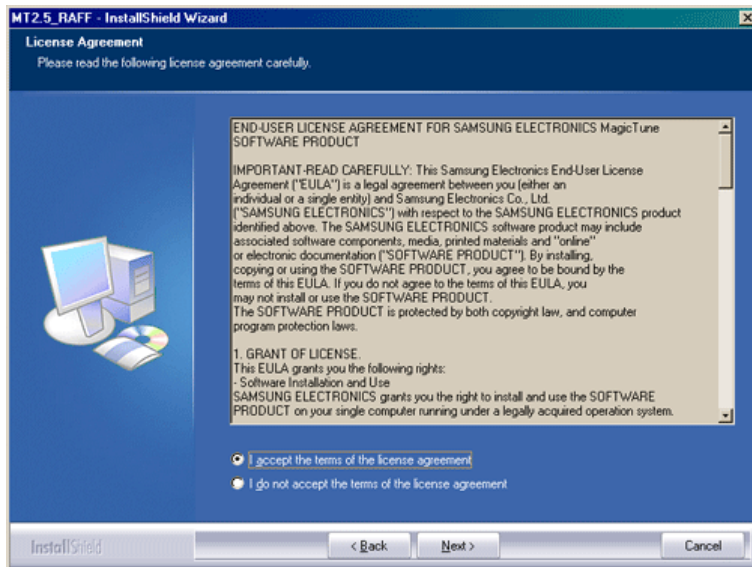 MT2.5_RAFF - InstallShield Wizard
License Agreement
Please read the following license agreement carefully.
END-USER LICENSE AGREEMENT FOR SAMSUNG ELECTRONICS MagicTune
SOFTWARE PRODUCT
IMPORTANT-READ CAREFULLY: This Samsung Electronics End-User License
Agreement ("EULA") is a legal agreement between you (either an
individual or a single entity) and Samsung Electronics Co., Ltd.
("SAMSUNG ELECTRONICS") with respect to the SAMSUNG ELECTRONICS product
identified above. The SAMSUNG ELECTRONICS software product may include
associated software components, media, printed materials and "online"
or electronic documentation ("SOFTWARE PRODUCT"). By installing,
copying or using the SOFTWARE PRODUCT, you agree to be bound by the
terms of this EULA. If you do not agree to the terms of this EULA, you
may not install or use the SOFTWARE PRODUCT.
The SOFTWARE PRODUCT is protected by both copyright law, and computer
program protection laws.
1. GRANT OF LICENSE.
This EULA grants you the following rights:
- Software Installation and Use
SAMSUNG ELECTRONICS grants you the right to install and use the SOFTWARE
PRODUCT on your single computer running under a legally acquired operation system.
I accept the terms of the license agreement
I do not accept the terms of the license agreement
InstallShield
< Back
Next >
Cancel